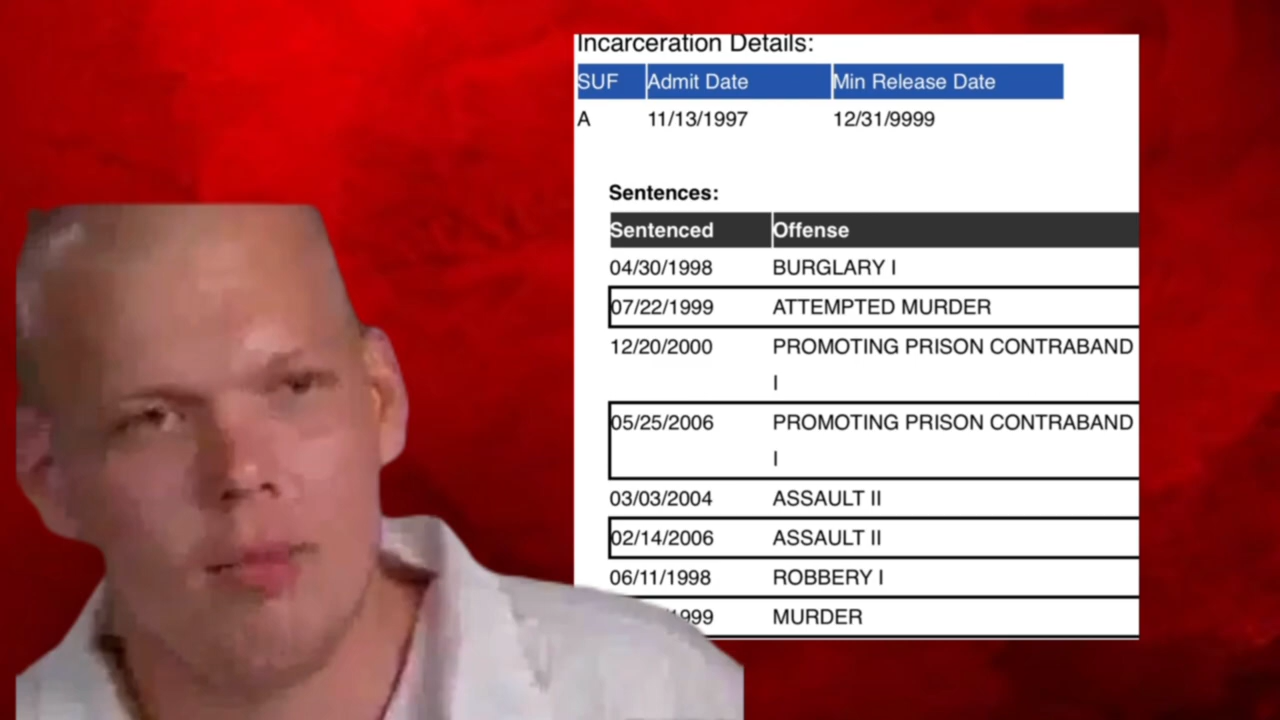 Incarceration Details:
SUF Admit Date Min Release Date
A 11/13/1997 12/31/9999
Sentences:
Sentenced Offense
04/30/1998 BURGLARY I
07/22/1999 ATTEMPTED MURDER
12/20/2000 PROMOTING PRISON CONTRABAND
I
05/25/2006 PROMOTING PRISON CONTRABAND
I
03/03/2004 ASSAULT II
02/14/2006 ASSAULT II
06/11/1998 ROBBERY I
1999 MURDER